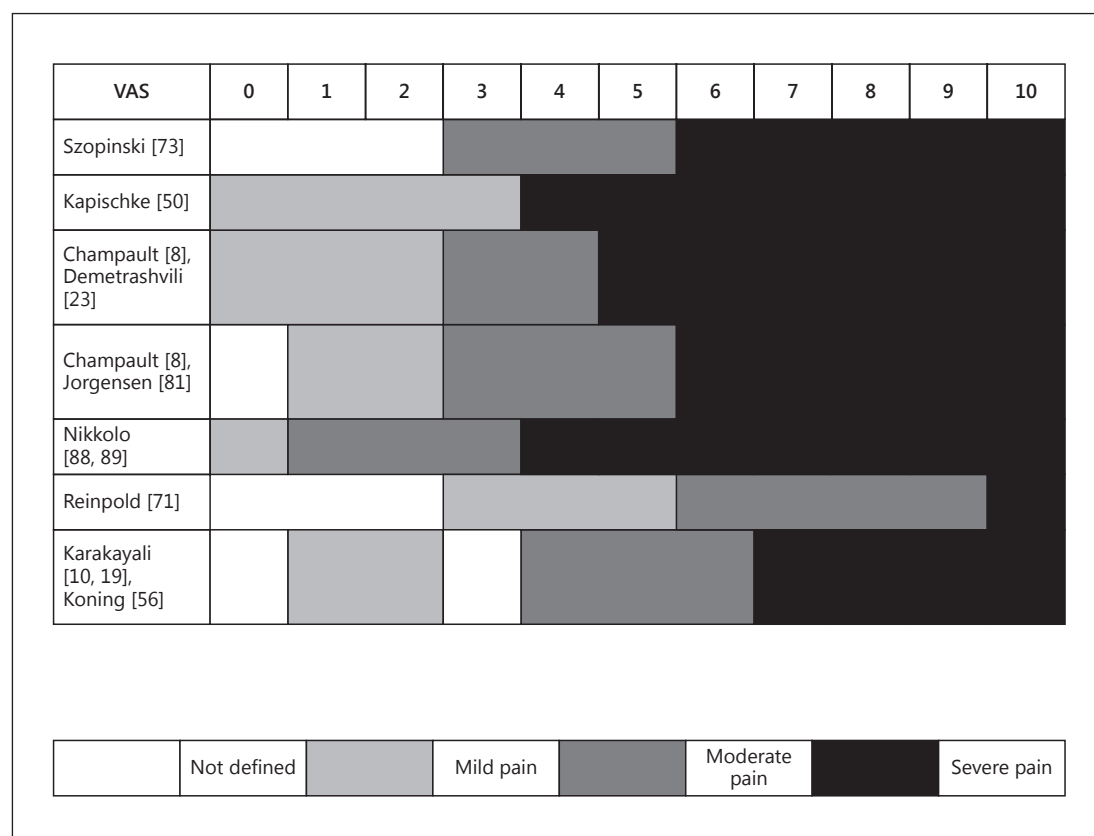 VAS 0 1 2 3 4 5 6 7 8 9 10
Szopinski [73]
Kapischke [50]
Champault [8],
Demetrashvili
[23]
Champault [8],
Jorgensen [81]
Nikkolo
[88, 89]
Reinpold [71]
Karakayali
[10, 19],
Koning [56]
Not defined
Mild pain
Moderate
pain
Severe pain